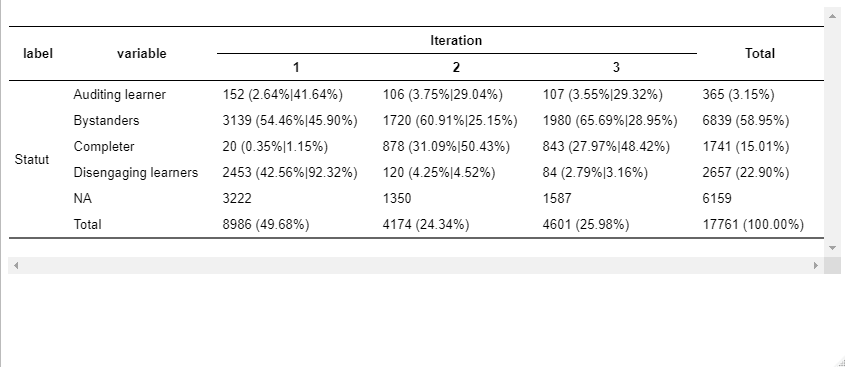 label variable Iteration Total
1 2 3
Statut
Auditing learner 152 (2.64%|41.64%) 106 (3.75%|29.04%) 107 (3.55%|29.32%) 365 (3.15%)
Bystanders 3139 (54.46%|45.90%) 1720 (60.91%|25.15%) 1980 (65.69%|28.95%) 6839 (58.95%)
Completer 20 (0.35%|1.15%) 878 (31.09%|50.43%) 843 (27.97%|48.42%) 1741 (15.01%)
Disengaging learners 2453 (42.56%|92.32%) 120 (4.25%|4.52%) 84 (2.79%|3.16%) 2657 (22.90%)
NA 3222 1350 1587 6159
Total 8986 (49.68%) 4174 (24.34%) 4601 (25.98%) 17761 (100.00%)